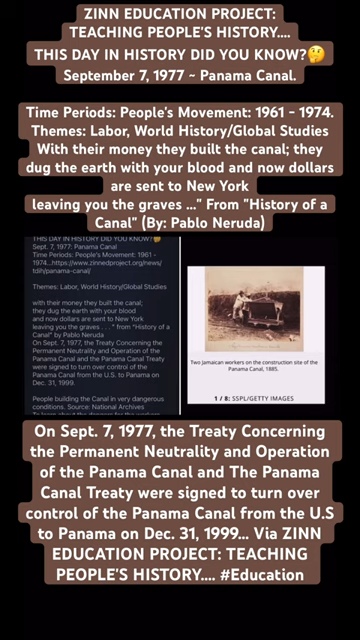 ZINN EDUCATION PROJECT:
TEACHING PEOPLE'S HISTORY....
THIS DAY IN HISTORY DID YOU KNOW?🤔
September 7, 1977 ~ Panama Canal.
Time Periods: People's Movement: 1961 - 1974.
Themes: Labor, World History/Global Studies
With their money they built the canal; they
dug the earth with your blood and now dollars
are sent to New York
leaving you the graves ..." From "History of a
Canal" (By: Pablo Neruda)
THIS DAY IN HISTORY DID YOU KNOW?🤔
Sept. 7, 1977: Panama Canal
Time Periods: People's Movement: 1961 -
1974...https://www.zinnedproject.org/news/
tdih/panama-canal/
Themes: Labor, World History/Global Studies
with their money they built the canal;
they dug the earth with your blood
and now dollars are sent to New York
leaving you the graves . . ." from "History of a
Canal" by Pablo Neruda
On Sept. 7, 1977, the Treaty Concerning the
Permanent Neutrality and Operation of the
Panama Canal and the Panama Canal Treaty
were signed to turn over control of the
Panama Canal from the U.S. to Panama on
Dec. 31, 1999.
People building the Canal in very dangerous
conditions. Source: National Archives
Two Jamaican workers on the construction site of the
Panama Canal, 1885.
1 / 8: SSPL/GETTY IMAGES
On Sept. 7, 1977, the Treaty Concerning
the Permanent Neutrality and Operation
of the Panama Canal and The Panama
Canal Treaty were signed to turn over
control of the Panama Canal from the U.S
to Panama on Dec. 31, 1999... Via ZINN
EDUCATION PROJECT: TEACHING
PEOPLE'S HISTORY.... #Education